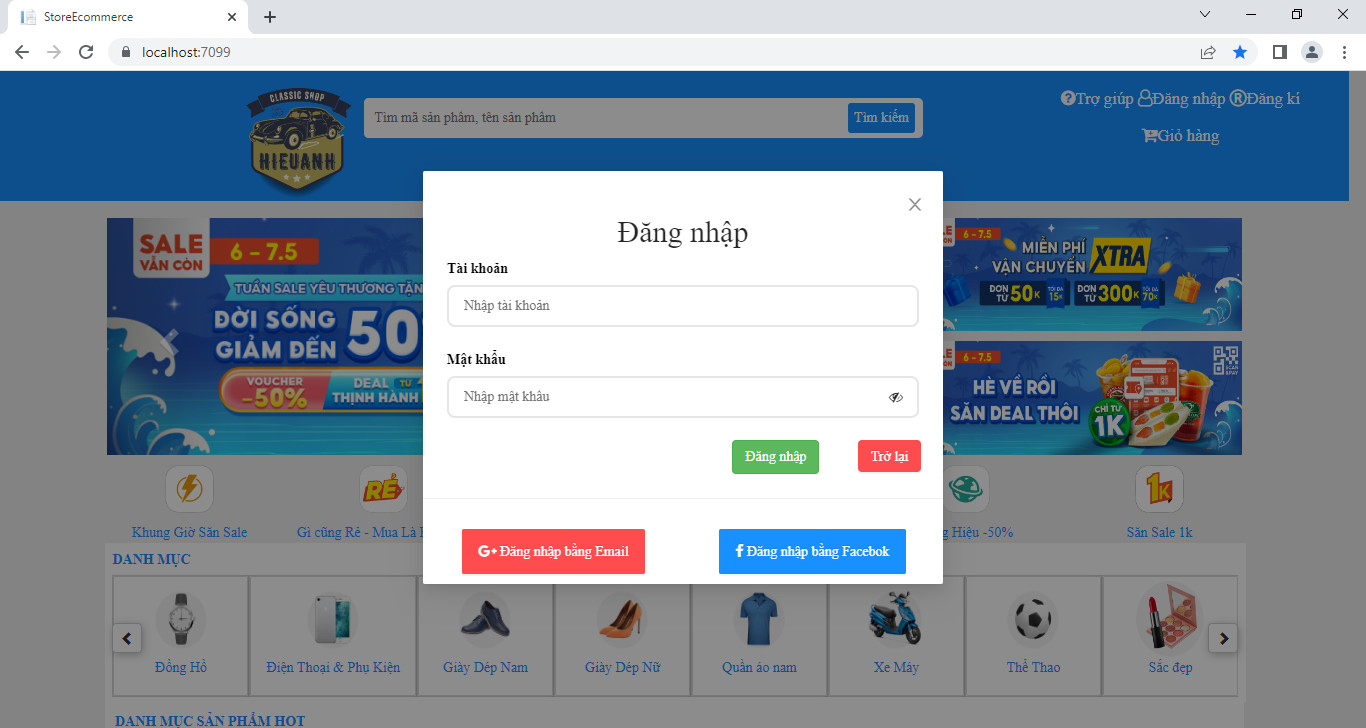 StoreEcommerce
localhost:7099
CLASSIC SHOP
HIEUANH
Tìm mã sản phẩm, tên sản phẩm
Tìm kiếm
Trợ giúp Đăng nhập Đăng kí
Giỏ hàng
SALE
VẪN CÒN
6 - 7.5
TUẦN SALE YÊU THƯƠNG
ĐỜI SỐNG
GIẢM ĐẾN
VOUCHER
-50%
DEAL TỪ
THỊNH HÀNH
6 - 7.5
MIỄN PHÍ
VẬN CHUYỂN
XTRA
ĐƠN TỪ 50K TỐI ĐA 15K
ĐƠN TỪ 300K TỐI ĐA 70K
6 - 7.5
HÈ VỀ RỒI
SĂN DEAL THÔI
CHỈ TỪ
1K
SCAN
&PAY
Đăng nhập
Tài khoản
Nhập tài khoản
Mật khẩu
Nhập mật khâu
Đăng nhập
Trở lại
G+ Đăng nhập bằng Email
f Đăng nhập bằng Facebok
RẺ
1K
Khung Giờ Săn Sale
Gì cũng Rẻ - Mua Là
Hiệu -50%
Săn Sale 1k
DANH MỤC
Đồng Hồ
Điện Thoại & Phụ Kiện
Giày Dép Nam
Giày Dép Nữ
Quần áo nam
Xe Máy
Thể Thao
Sắc đẹp
DANH MỤC SẢN PHẨM HOT